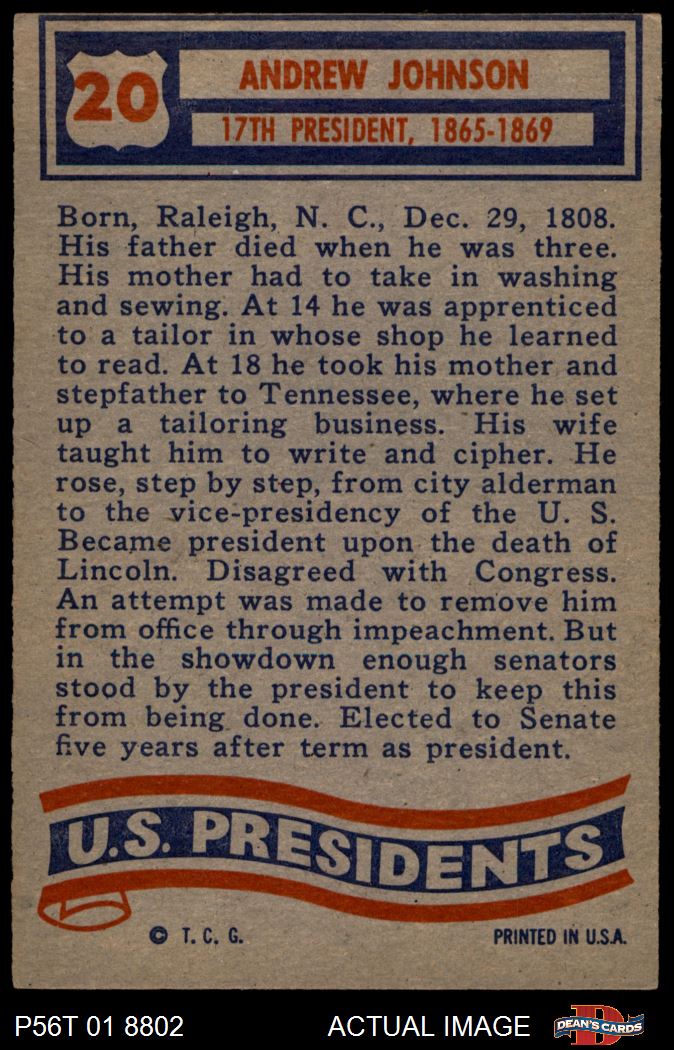 20
ANDREW JOHNSON
17TH PRESIDENT, 1865-1869
Born, Raleigh, N. C., Dec. 29, 1808.
His father died when he was three.
His mother had to take in washing
and sewing. At 14 he was apprenticed
to a tailor in whose shop he learned
to read. At 18 he took his mother and
stepfather to Tennessee, where he set
up a tailoring business. His wife
taught him to write and cipher. He
rose, step by step, from city alderman
to the vice-presidency of the U. S.
Became president upon the death of
Lincoln. Disagreed with Congress.
An attempt was made to remove him
from office through impeachment. But
in the showdown enough senators
stood by the president to keep this
from being done. Elected to Senate
five years after term as president.
U.S. PRESIDENTS
© T. C. G.
PRINTED IN U.S.A.
P56T 01 8802
ACTUAL IMAGE
D
DEAN'S CARDS